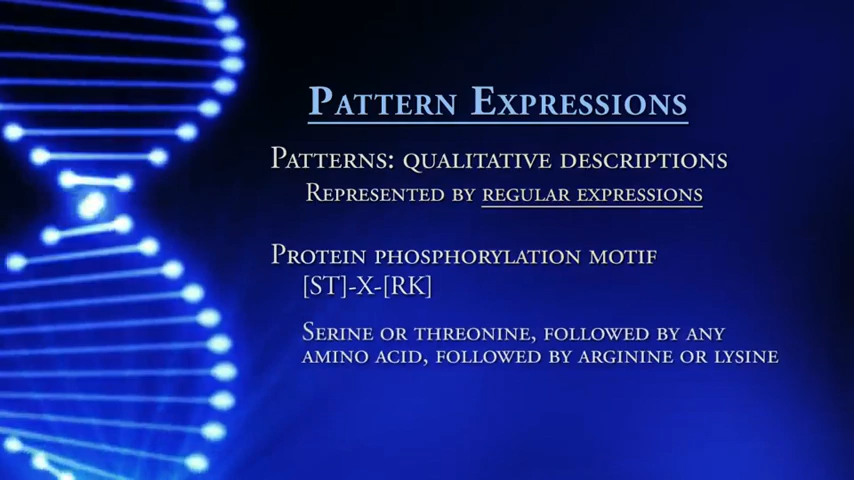 Pattern Expressions
Patterns: qualitative descriptions
Represented by regular expressions
Protein phosphorylation motif
[ST]-X-[RK]
Serine or threonine, followed by any
amino acid, followed by arginine or lysine